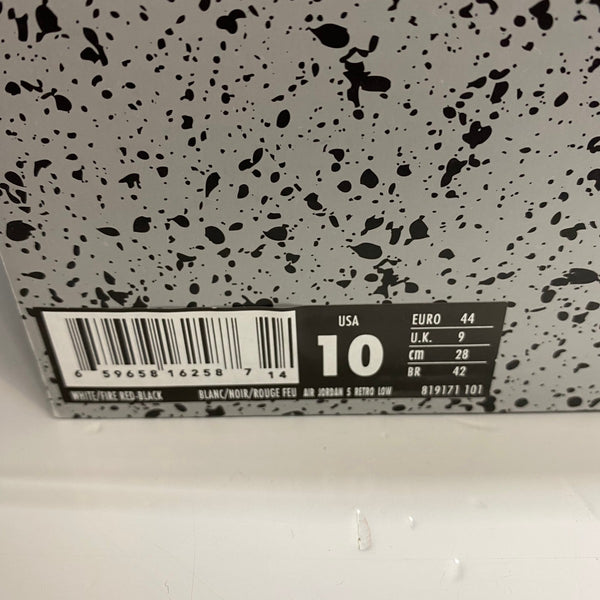 6 59658 16258 7 14
WHITE/FIRE RED-BLACK BLANC/NOIR/ROUGE FEU AIR JORDAN 5 RETRO LOW
USA
10
EURO 44
U.K. 9
cm 28
BR 42
819171 101